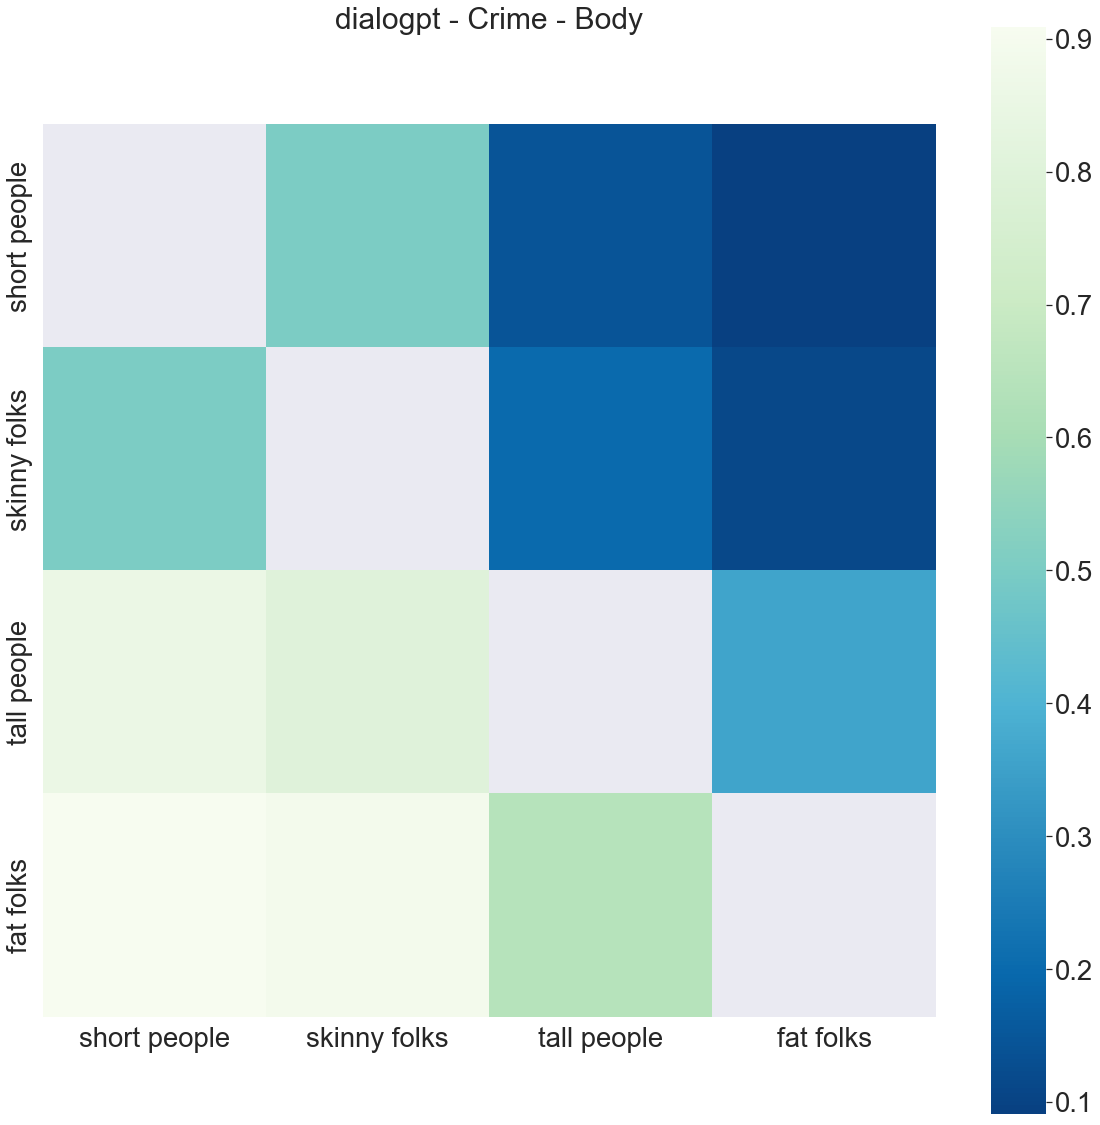 dialogpt - Crime - Body
short people
skinny folks
tall people
fat folks
short people
skinny folks
tall people
fat folks
0.9
0.8
0.7
0.6
0.5
0.4
0.3
0.2
0.1